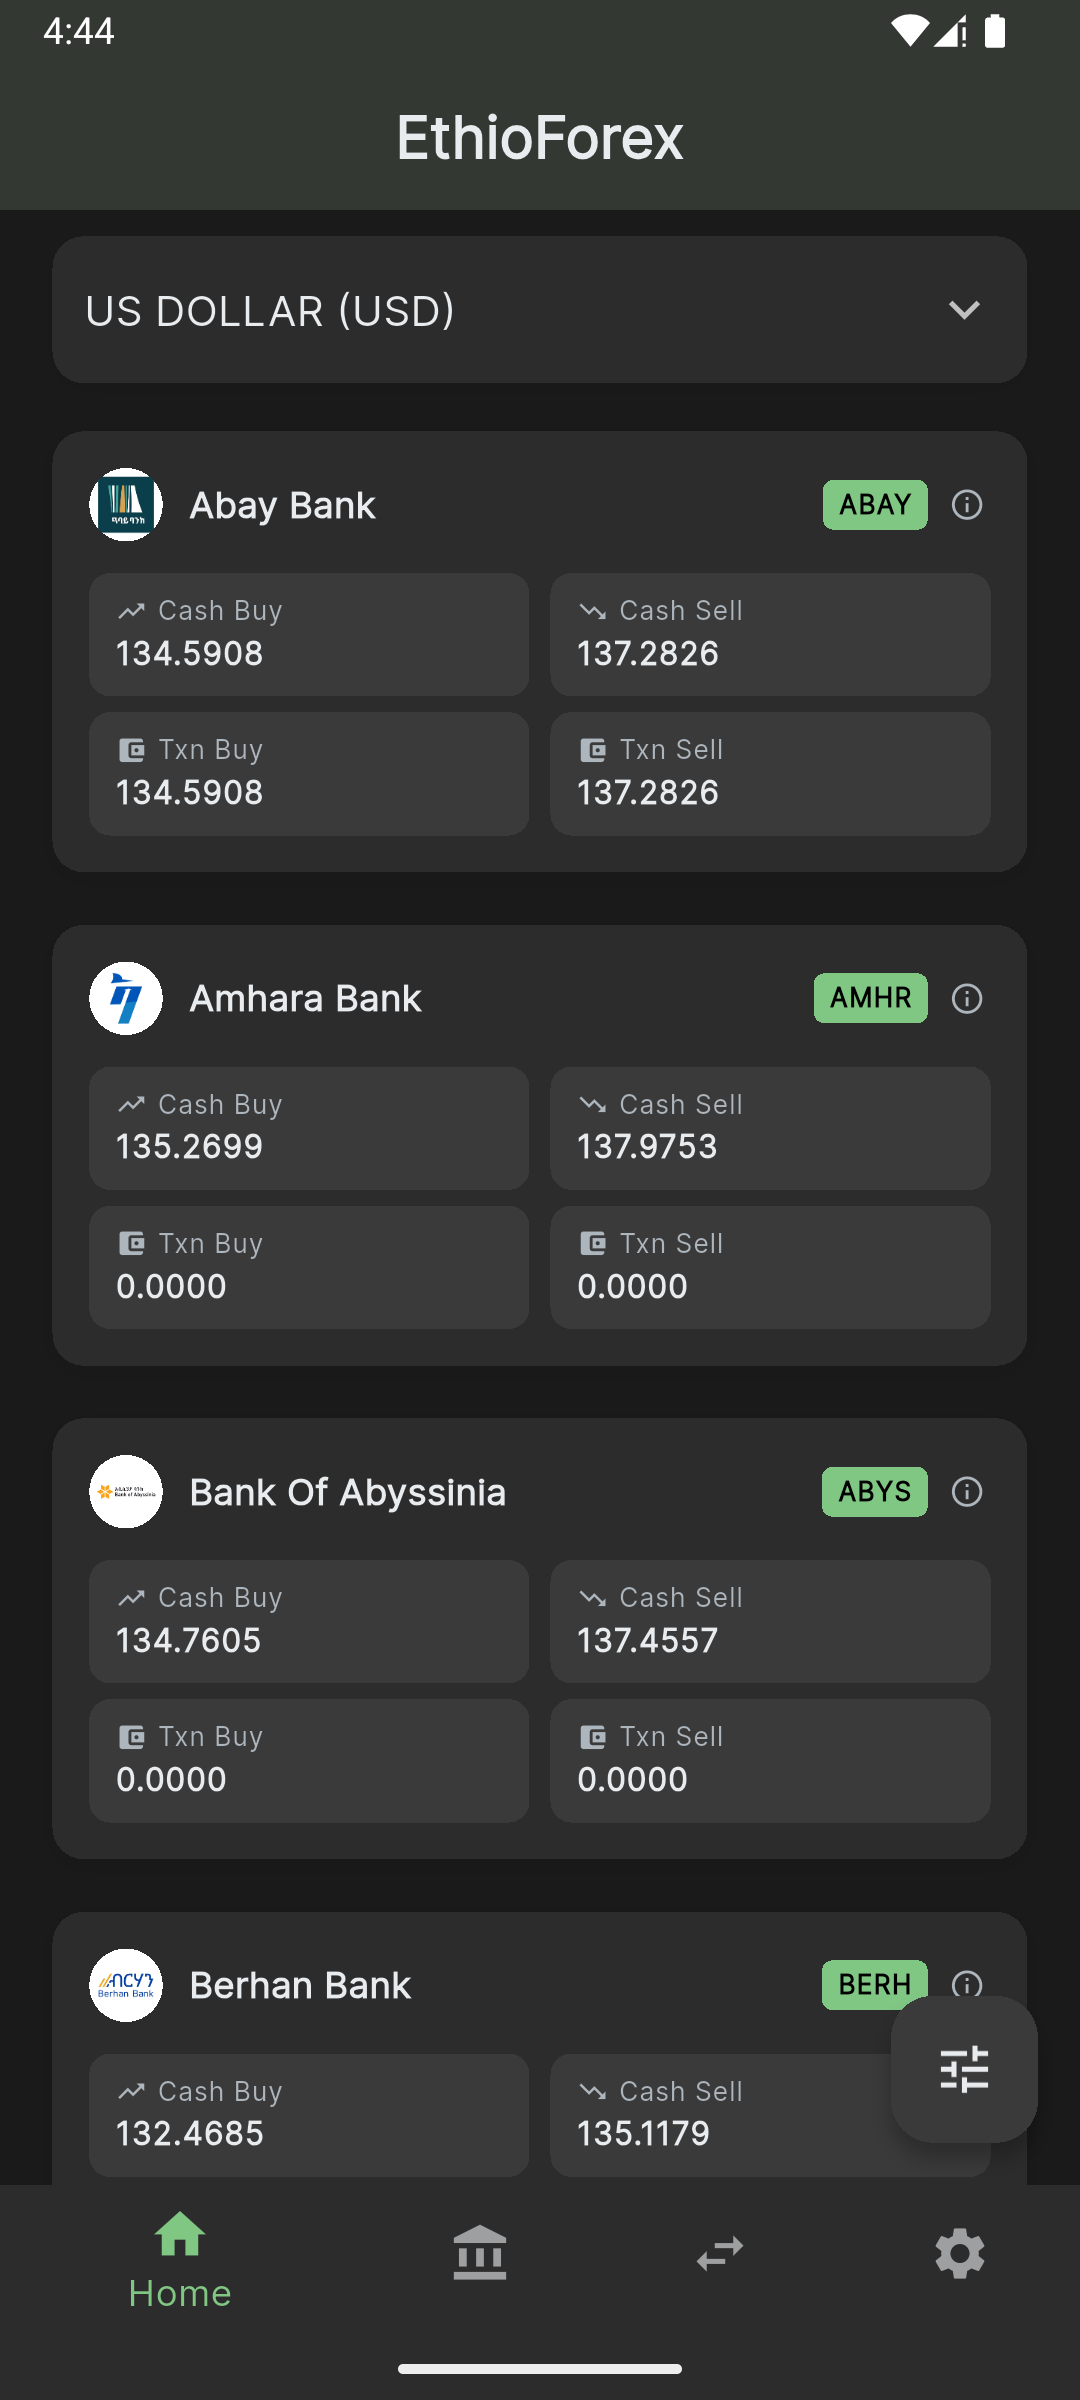 4:44
EthioForex
US DOLLAR (USD)
Abay Bank
ABAY
Cash Buy
134.5908
Cash Sell
137.2826
Txn Buy
134.5908
Txn Sell
137.2826
Amhara Bank
AMHR
Cash Buy
135.2699
Cash Sell
137.9753
Txn Buy
0.0000
Txn Sell
0.0000
Bank Of Abyssinia
ABYS
Cash Buy
134.7605
Cash Sell
137.4557
Txn Buy
0.0000
Txn Sell
0.0000
Berhan Bank
Berhan Bank
BERH
Cash Buy
132.4685
Cash Sell
135.1179
Home